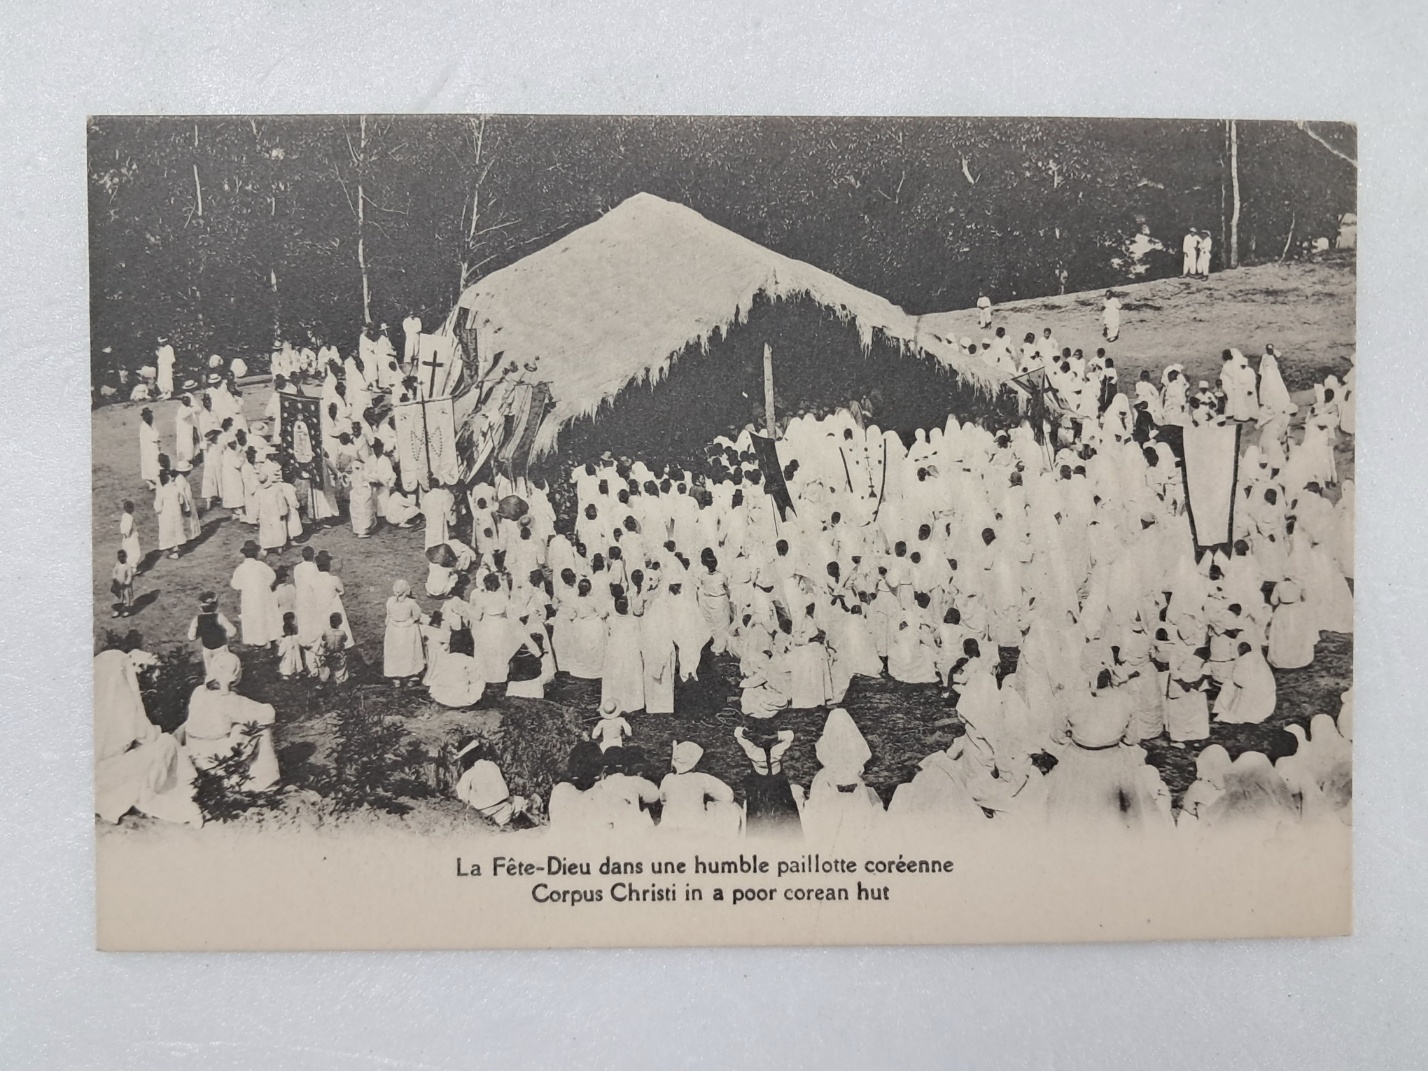 La Fête-Dieu dans une humble paillotte coréenne
Corpus Christi in a poor corean hut